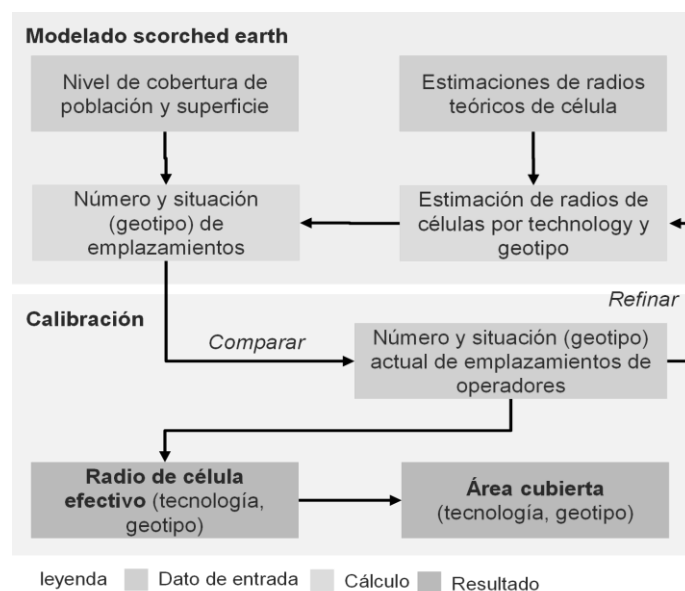 Modelado scorched earth
Nivel de cobertura de
población y superficie
Estimaciones de radios
teóricos de célula
Número y situación
(geotipo) de
emplazamientos
Estimación de radios de
células por technology y
geotipo
Refinar
Calibración
Comparar
Número y situación (geotipo)
actual de emplazamientos de
operadores
Radio de célula
efectivo (tecnología,
geotipo)
Área cubierta
(tecnología, geotipo)
leyenda Dato de entrada Cálculo Resultado